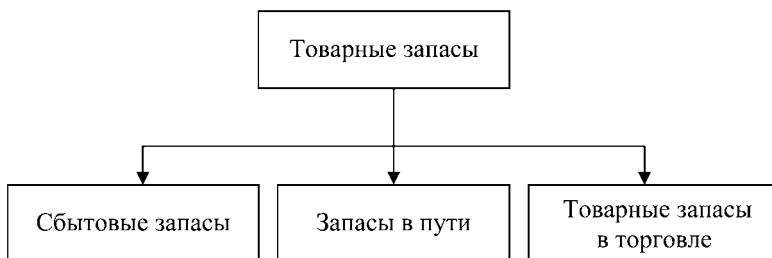 Товарные запасы
Сбытовые запасы
Запасы в пути
Товарные запасы
в торговле